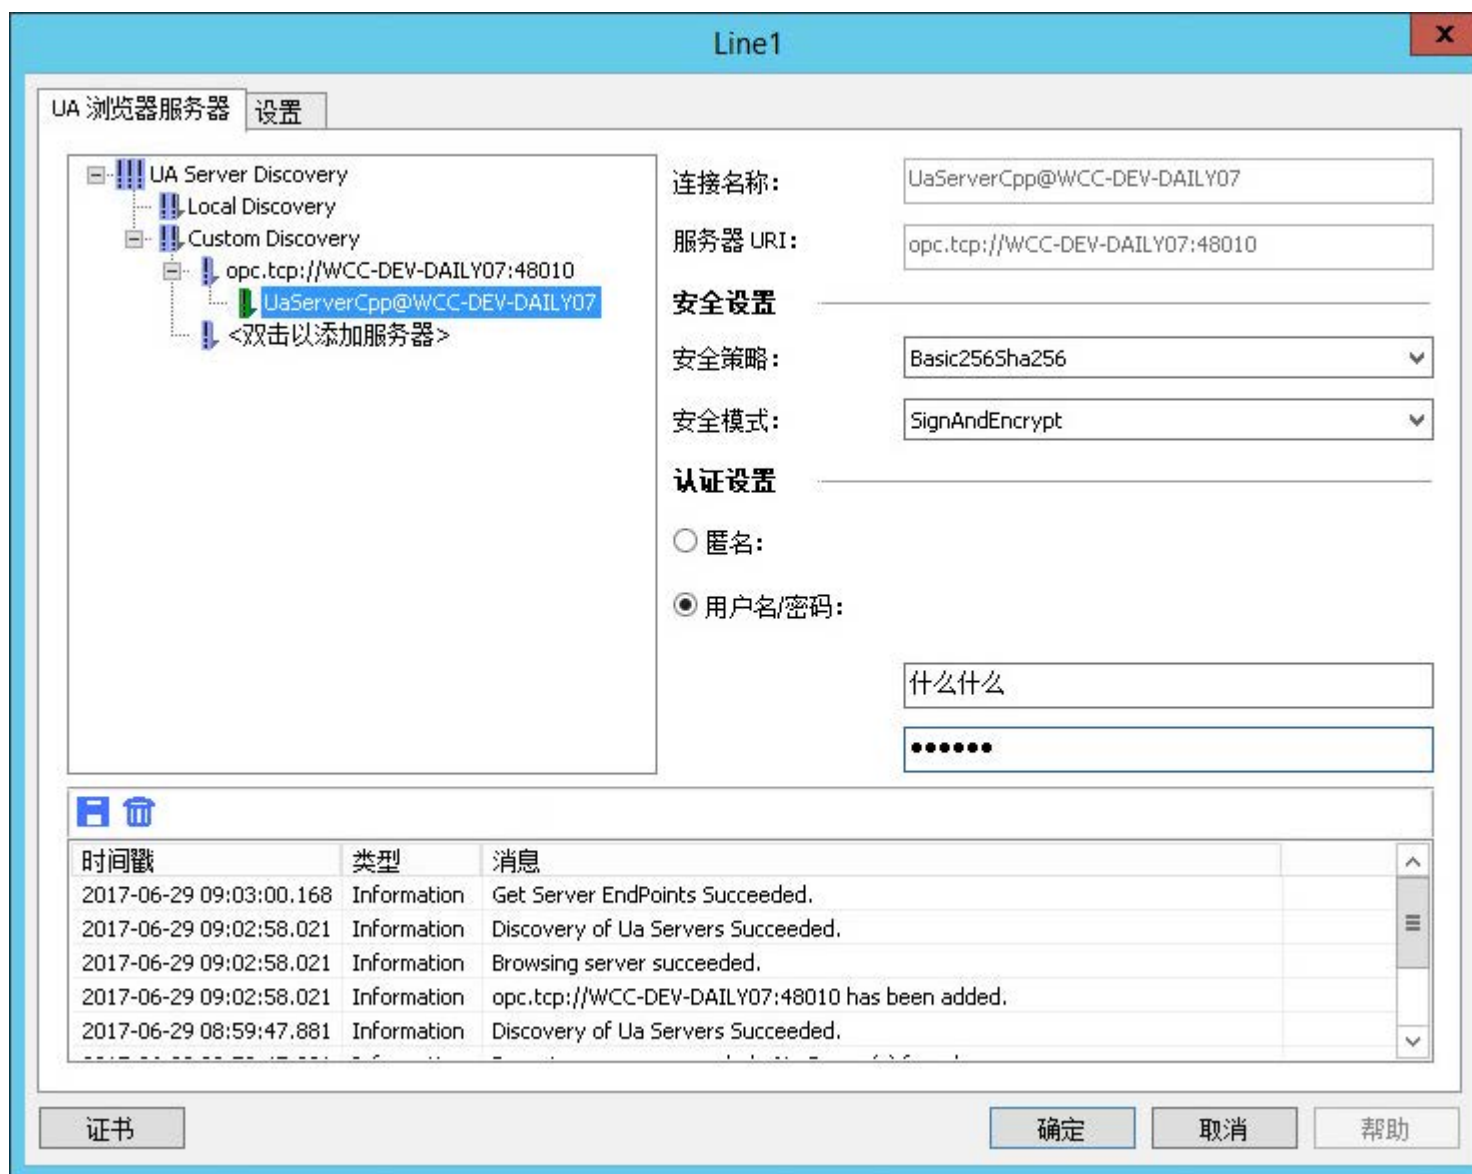 Line1
UA 浏览器服务器 设置
UA Server Discovery
Local Discovery
Custom Discovery
opc.tcp://WCC-DEV-DAILY07:48010
UaServerCpp@WCC-DEV-DAILY07
<双击以添加服务器>
连接名称： UaServerCpp@WCC-DEV-DAILY07
服务器 URI： opc.tcp://WCC-DEV-DAILY07:48010
安全设置
安全策略： Basic256Sha256
安全模式： SignAndEncrypt
认证设置
匿名：
用户名/密码：
什么什么
••••••
时间戳 类型 消息
2017-06-29 09:03:00.168 Information Get Server EndPoints Succeeded.
2017-06-29 09:02:58.021 Information Discovery of Ua Servers Succeeded.
2017-06-29 09:02:58.021 Information Browsing server succeeded.
2017-06-29 09:02:58.021 Information opc.tcp://WCC-DEV-DAILY07:48010 has been added.
2017-06-29 08:59:47.881 Information Discovery of Ua Servers Succeeded.
证书 确定 取消 帮助